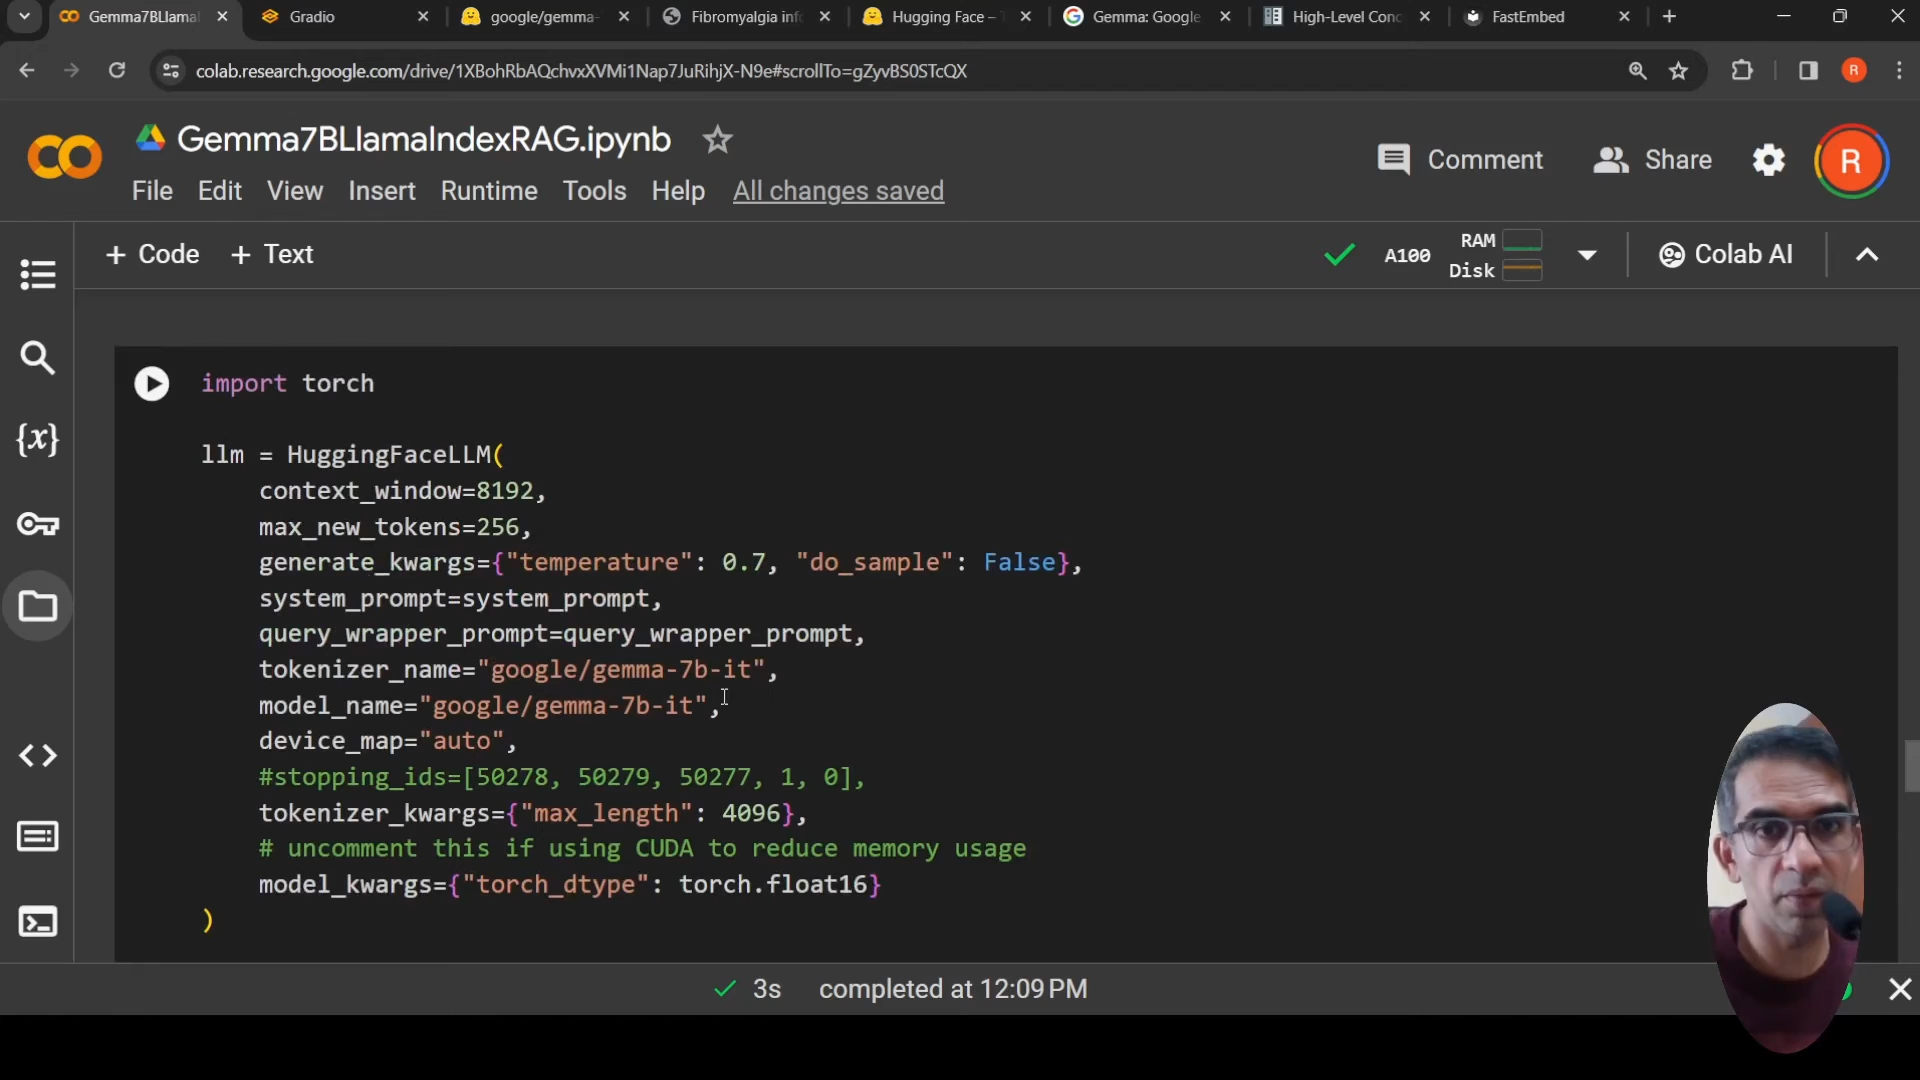 Gemma7BLlamaI
Gradio
google/gemma-
Fibromyalgia inf
Hugging Face – T
Gemma: Google
High-Level Conc
FastEmbed
colab.research.google.com/drive/1XBohRbAQchvxXVMi1Nap7JuRihjX-N9e#scrollTo=gZyvBS0STcQX
R
CO
Gemma7BLlamaIndexRAG.ipynb
Comment
Share
R
File Edit View Insert Runtime Tools Help All changes saved
+ Code + Text
A100
RAM
Disk
Colab AI
{x}
import torch
llm = HuggingFaceLLM(
context_window=8192,
max_new_tokens=256,
generate_kwargs={"temperature": 0.7, "do_sample": False},
system_prompt=system_prompt,
query_wrapper_prompt=query_wrapper_prompt,
tokenizer_name="google/gemma-7b-it",
model_name="google/gemma-7b-it",
device_map="auto",
#stopping_ids=[50278, 50279, 50277, 1, 0],
tokenizer_kwargs={"max_length": 4096},
# uncomment this if using CUDA to reduce memory usage
model_kwargs={"torch_dtype": torch.float16}
)
3s completed at 12:09 PM